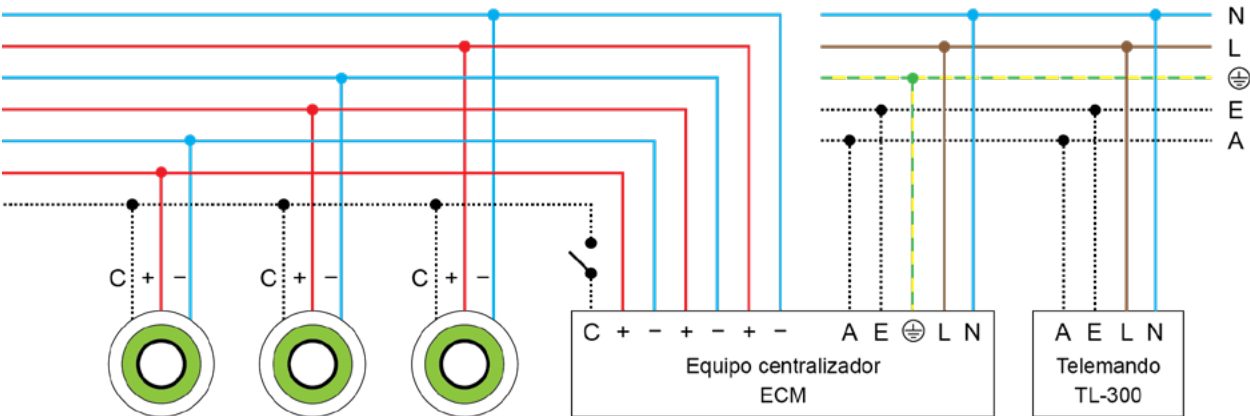 N
L
E
A
C + −
C + −
C + −
C + − + − + −
A E L N
Equipo centralizador
ECM
A E L N
Telemando
TL-300